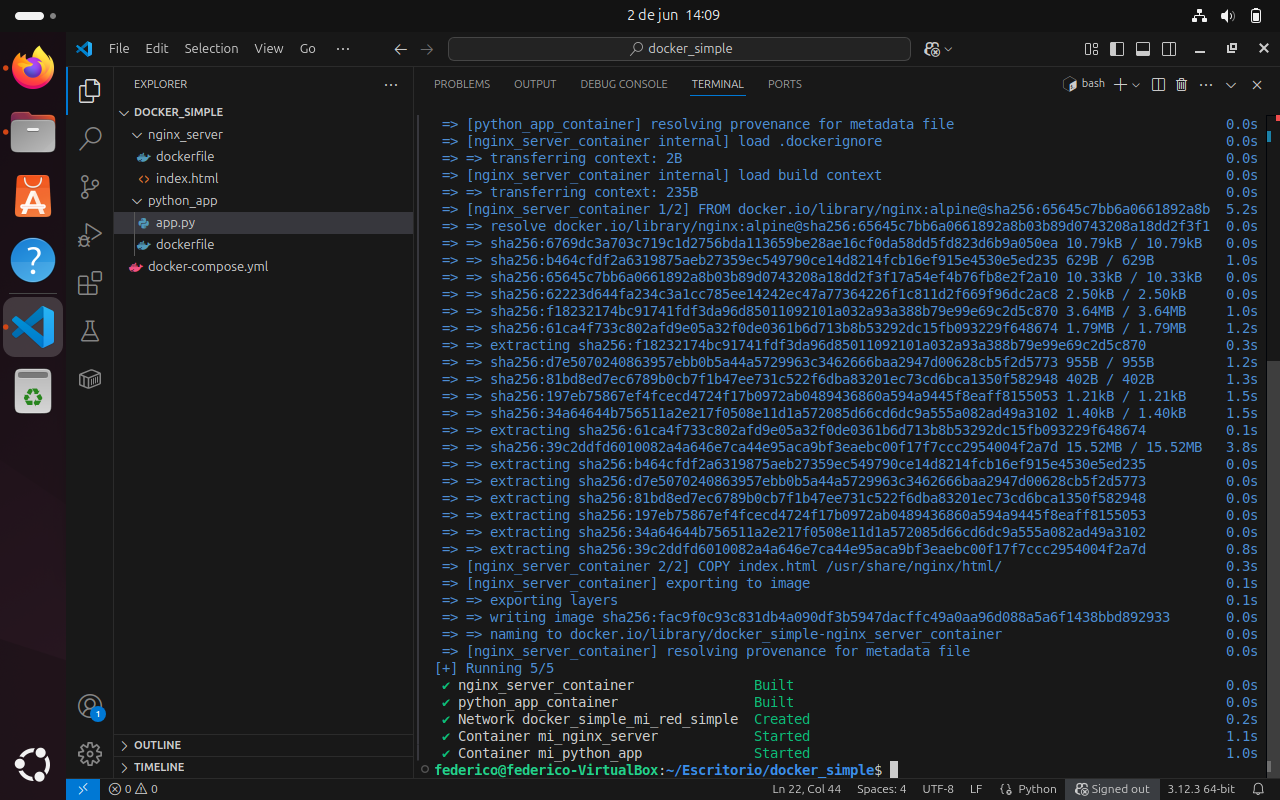 2 de jun 14:09
File Edit Selection View Go ··· docker_simple
EXPLORER ···
DOCKER_SIMPLE
nginx_server
dockerfile
index.html
python_app
app.py
dockerfile
docker-compose.yml
OUTLINE
TIMELINE
PROBLEMS OUTPUT DEBUG CONSOLE TERMINAL PORTS bash
=> [python_app_container] resolving provenance for metadata file 0.0s
=> [nginx_server_container internal] load .dockerignore 0.0s
=> => transferring context: 2B 0.0s
=> [nginx_server_container internal] load build context 0.0s
=> => transferring context: 235B 0.0s
=> [nginx_server_container 1/2] FROM docker.io/library/nginx:alpine@sha256:65645c7bb6a0661892a8b 5.2s
=> => resolve docker.io/library/nginx:alpine@sha256:65645c7bb6a0661892a8b03b89d0743208a18dd2f3f1 0.0s
=> => sha256:6769dc3a703c719c1d2756bda113659be28ae16cf0da58dd5fd823d6b9a050ea 10.79kB / 10.79kB 0.0s
=> => sha256:b464cfdf2a6319875aeb27359ec549790ce14d8214fcb16ef915e4530e5ed235 629B / 629B 1.0s
=> => sha256:65645c7bb6a0661892a8b03b89d0743208a18dd2f3f17a54ef4b76fb8e2f2a10 10.33kB / 10.33kB 0.0s
=> => sha256:62223d644fa234c3a1cc785ee14242ec47a77364226f1c811d2f669f96dc2ac8 2.50kB / 2.50kB 0.0s
=> => sha256:f18232174bc91741fdf3da96d85011092101a032a93a388b79e99e69c2d5c870 3.64MB / 3.64MB 1.0s
=> => sha256:61ca4f733c802afd9e05a32f0de0361b6d713b8b53292dc15fb093229f648674 1.79MB / 1.79MB 1.2s
=> => extracting sha256:f18232174bc91741fdf3da96d85011092101a032a93a388b79e99e69c2d5c870 0.3s
=> => sha256:d7e5070240863957ebb0b5a44a5729963c3462666baa2947d00628cb5f2d5773 955B / 955B 1.2s
=> => sha256:81bd8ed7ec6789b0cb7f1b47ee731c522f6dba83201ec73cd6bca1350f582948 402B / 402B 1.3s
=> => sha256:197eb75867ef4fcecd4724f17b0972ab0489436860a594a9445f8eaff8155053 1.21kB / 1.21kB 1.5s
=> => sha256:34a64644b756511a2e217f0508e11d1a572085d66cd6dc9a555a082ad49a3102 1.40kB / 1.40kB 1.5s
=> => extracting sha256:61ca4f733c802afd9e05a32f0de0361b6d713b8b53292dc15fb093229f648674 0.1s
=> => sha256:39c2ddfd6010082a4a646e7ca44e95aca9bf3eaebc00f17f7ccc2954004f2a7d 15.52MB / 15.52MB 3.8s
=> => extracting sha256:b464cfdf2a6319875aeb27359ec549790ce14d8214fcb16ef915e4530e5ed235 0.0s
=> => extracting sha256:d7e5070240863957ebb0b5a44a5729963c3462666baa2947d00628cb5f2d5773 0.0s
=> => extracting sha256:81bd8ed7ec6789b0cb7f1b47ee731c522f6dba83201ec73cd6bca1350f582948 0.0s
=> => extracting sha256:197eb75867ef4fcecd4724f17b0972ab0489436860a594a9445f8eaff8155053 0.0s
=> => extracting sha256:34a64644b756511a2e217f0508e11d1a572085d66cd6dc9a555a082ad49a3102 0.0s
=> => extracting sha256:39c2ddfd6010082a4a646e7ca44e95aca9bf3eaebc00f17f7ccc2954004f2a7d 0.8s
=> [nginx_server_container 2/2] COPY index.html /usr/share/nginx/html/ 0.3s
=> [nginx_server_container] exporting to image 0.1s
=> => exporting layers 0.1s
=> => writing image sha256:fac9f0c93c831db4a090df3b5947dacffc49a0aa96d088a5a6f1438bbd892933 0.0s
=> => naming to docker.io/library/docker_simple-nginx_server_container 0.0s
=> [nginx_server_container] resolving provenance for metadata file 0.0s
[+] Running 5/5
✔ nginx_server_container Built 0.0s
✔ python_app_container Built 0.0s
✔ Network docker_simple_mi_red_simple Created 0.2s
✔ Container mi_nginx_server Started 1.1s
✔ Container mi_python_app Started 1.0s
federico@federico-VirtualBox:~/Escritorio/docker_simple$
1
0 0 Ln 22, Col 44 Spaces: 4 UTF-8 LF {} Python Signed out 3.12.3 64-bit